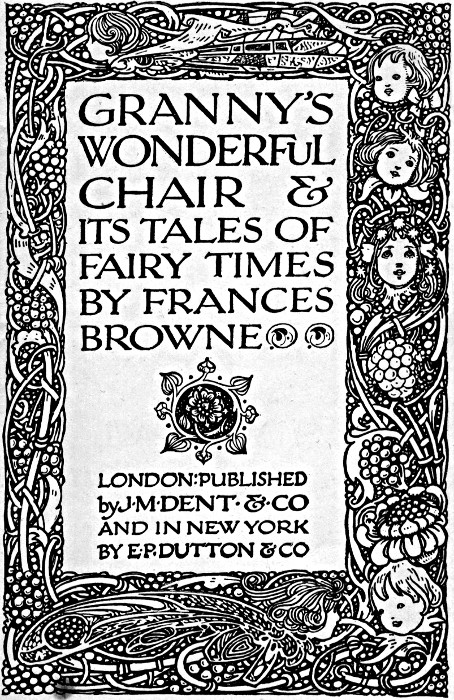 GRANNY'S
WONDERFUL
CHAIR &
ITS TALES OF
FAIRY TIMES
BY FRANCES
BROWNE
LONDON:PUBLISHED
by J·M·DENT·&·CO
AND IN NEW YORK
BY E.P.DUTTON & CO